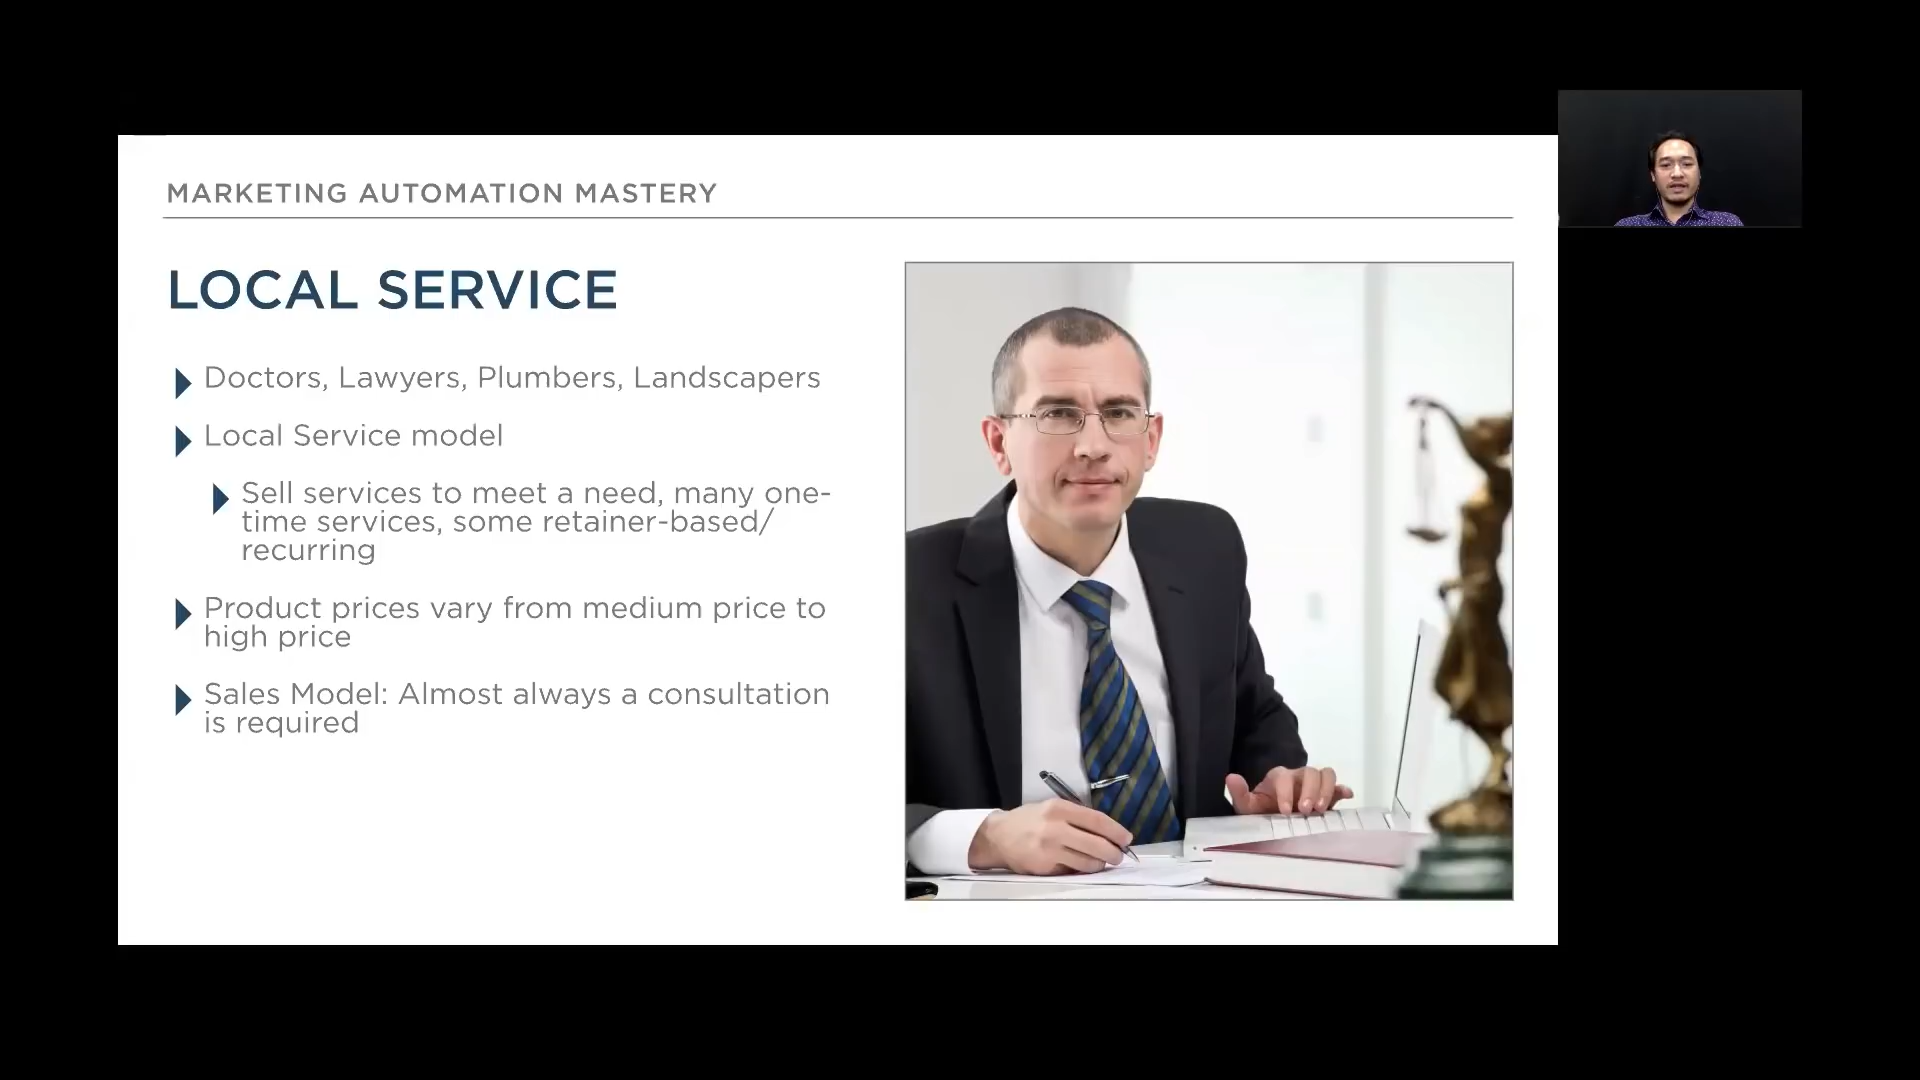 MARKETING AUTOMATION MASTERY
LOCAL SERVICE
Doctors, Lawyers, Plumbers, Landscapers
Local Service model
Sell services to meet a need, many one-
time services, some retainer-based/
recurring
Product prices vary from medium price to
high price
Sales Model: Almost always a consultation
is required